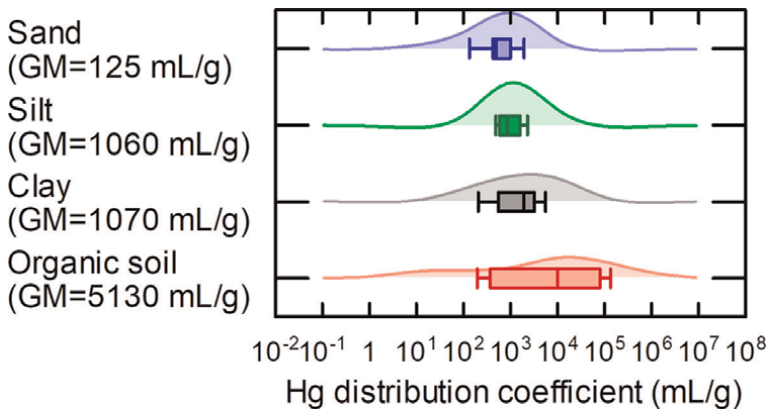 Sand
(GM=125 mL/g)
Silt
(GM=1060 mL/g)
Clay
(GM=1070 mL/g)
Organic soil
(GM=5130 mL/g)
10⁻² 10⁻¹ 1 10¹ 10² 10³ 10⁴ 10⁵ 10⁶ 10⁷ 10⁸
Hg distribution coefficient (mL/g)